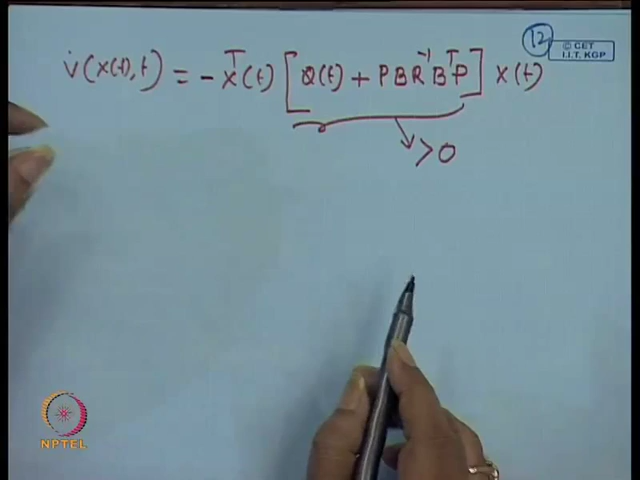 V̇(x(t), t) = - xᵀ(t) [Q(t) + PBR⁻¹BᵀP] x(t)
> 0
12
© CET
I.I.T. KGP
NPTEL